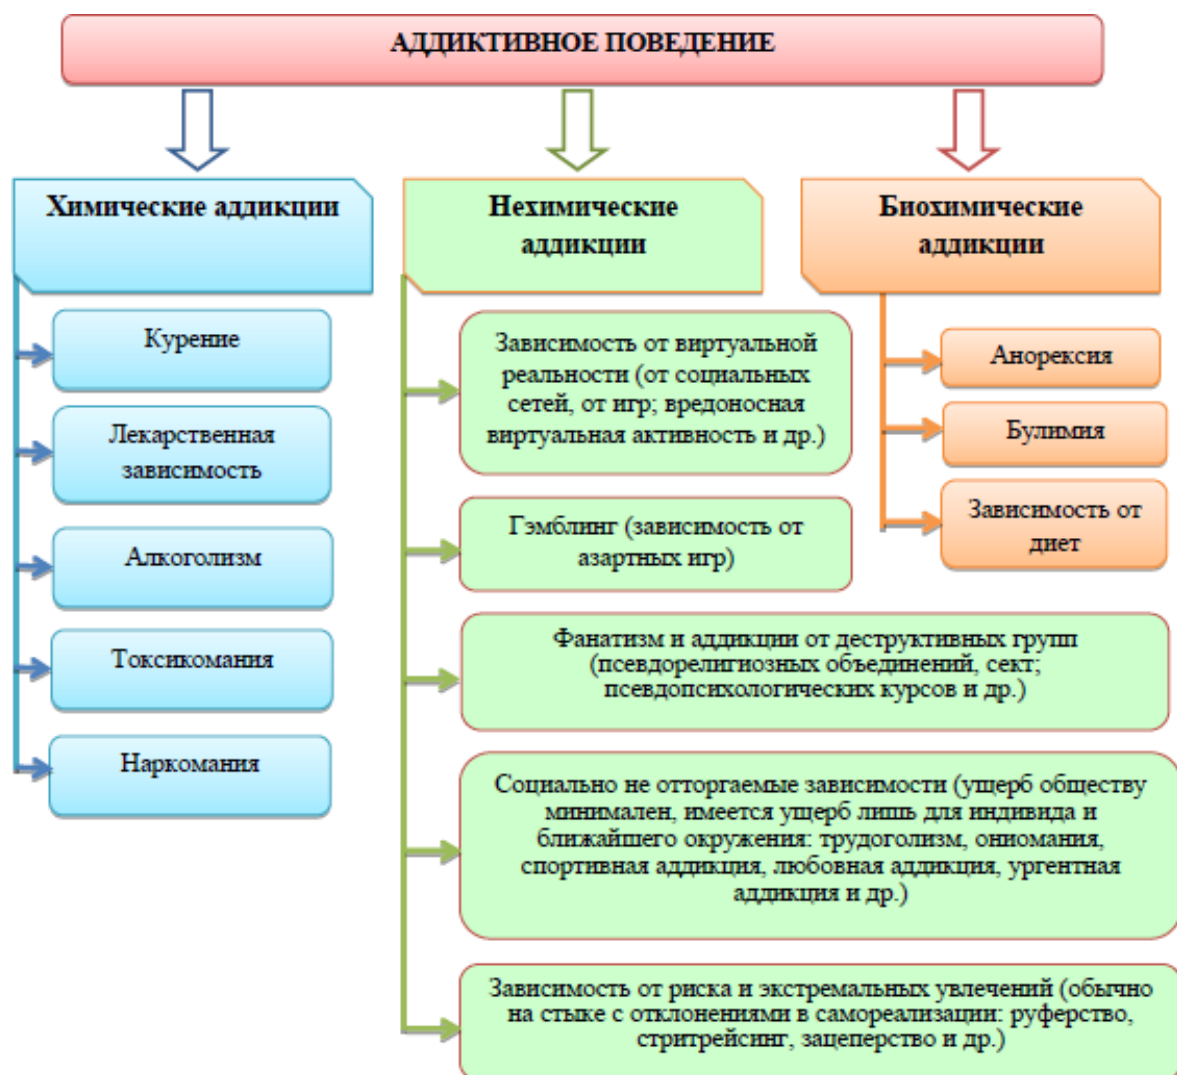 АДДИКТИВНОЕ ПОВЕДЕНИЕ
Химические аддикции
Курение
Лекарственная
зависимость
Алкоголизм
Токсикомания
Наркомания
Нехимические
аддикции
Зависимость от виртуальной
реальности (от социальных
сетей, от игр; вредоносная
виртуальная активность и др.)
Гэмблинг (зависимость от
азартных игр)
Фанатизм и аддикции от деструктивных групп
(псевдорелигиозных объединений, сект;
псевдопсихологических курсов и др.)
Социально не отторгаемые зависимости (ущерб обществу
минимален, имеется ущерб лишь для индивида и
ближайшего окружения: трудоголизм, ониомания,
спортивная аддикция, любовная аддикция, ургентная
аддикция и др.)
Зависимость от риска и экстремальных увлечений (обычно
на стыке с отклонениями в самореализации: руферство,
стритрейсинг, зацеперство и др.)
Биохимические
аддикции
Анорексия
Булимия
Зависимость от
диет